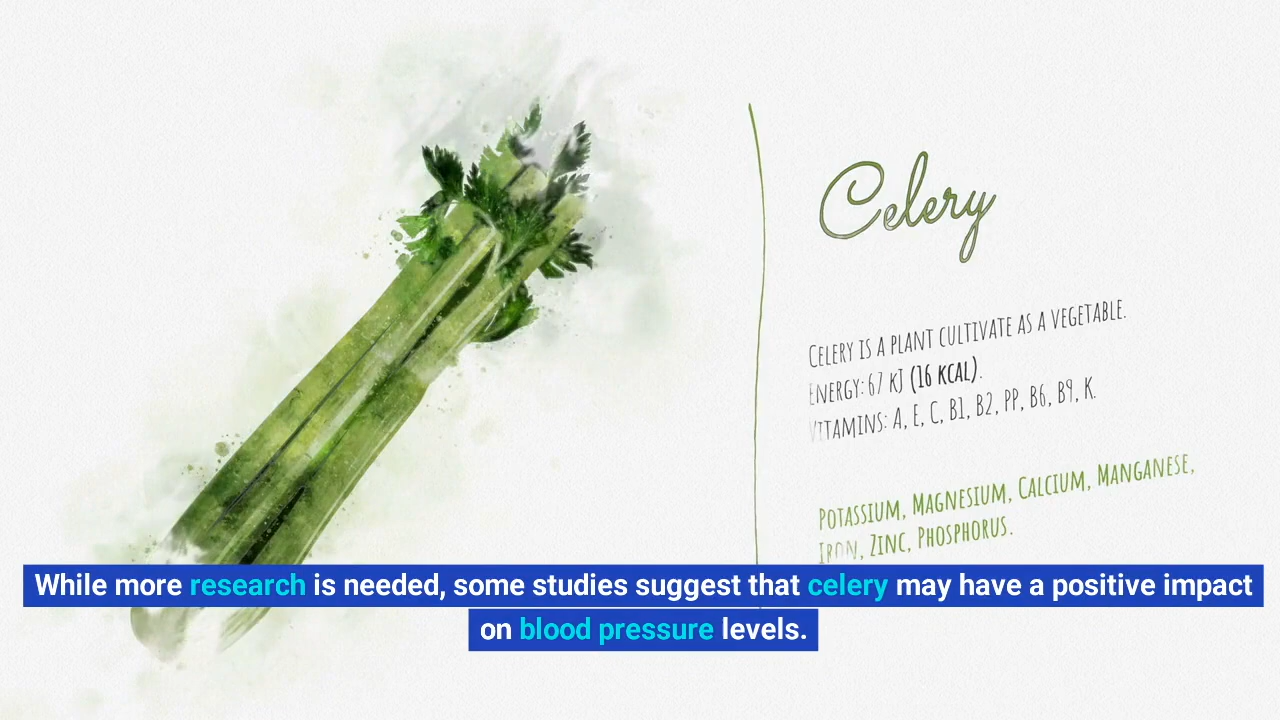 Celery
CELERY IS A PLANT CULTIVATE AS A VEGETABLE.
ENERGY: 67 KJ (16 KCAL).
VITAMINS: A, E, C, B1, B2, PP, B6, B9, K.
POTASSIUM, MAGNESIUM, CALCIUM, MANGANESE,
IRON, ZINC, PHOSPHORUS.
While more research is needed, some studies suggest that celery may have a positive impact
on blood pressure levels.